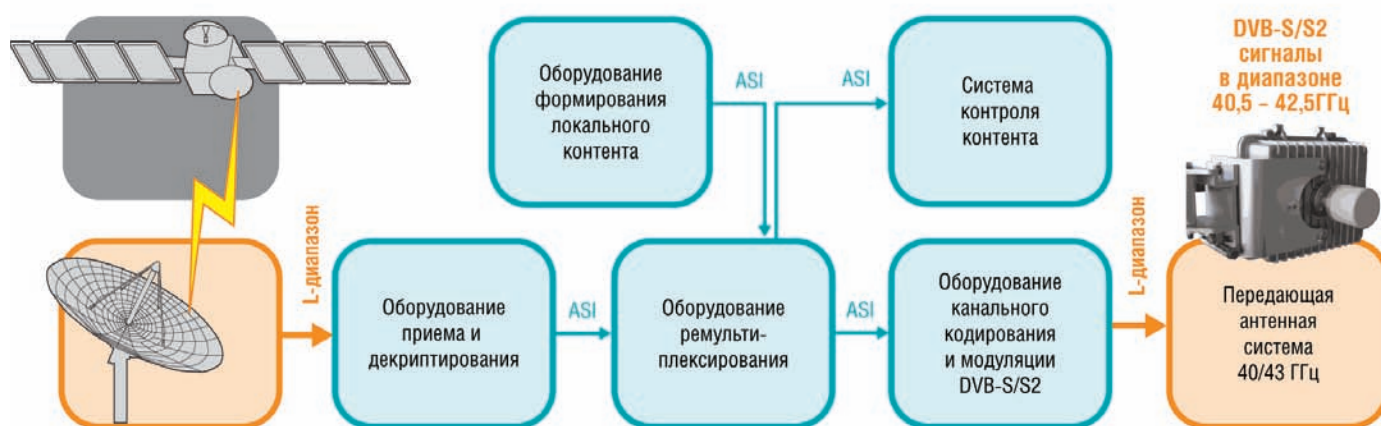 Оборудование
формирования
локального
контента
ASI
ASI
Система
контроля
контента
DVB-S/S2
сигналы
в диапазоне
40,5 – 42,5ГГц
L-диапазон
Оборудование
приема и
декриптирования
ASI
Оборудование
ремульти-
плексирования
ASI
Оборудование
канального
кодирования
и модуляции
DVB-S/S2
L-диапазон
Передающая
антенная
система
40/43 ГГц